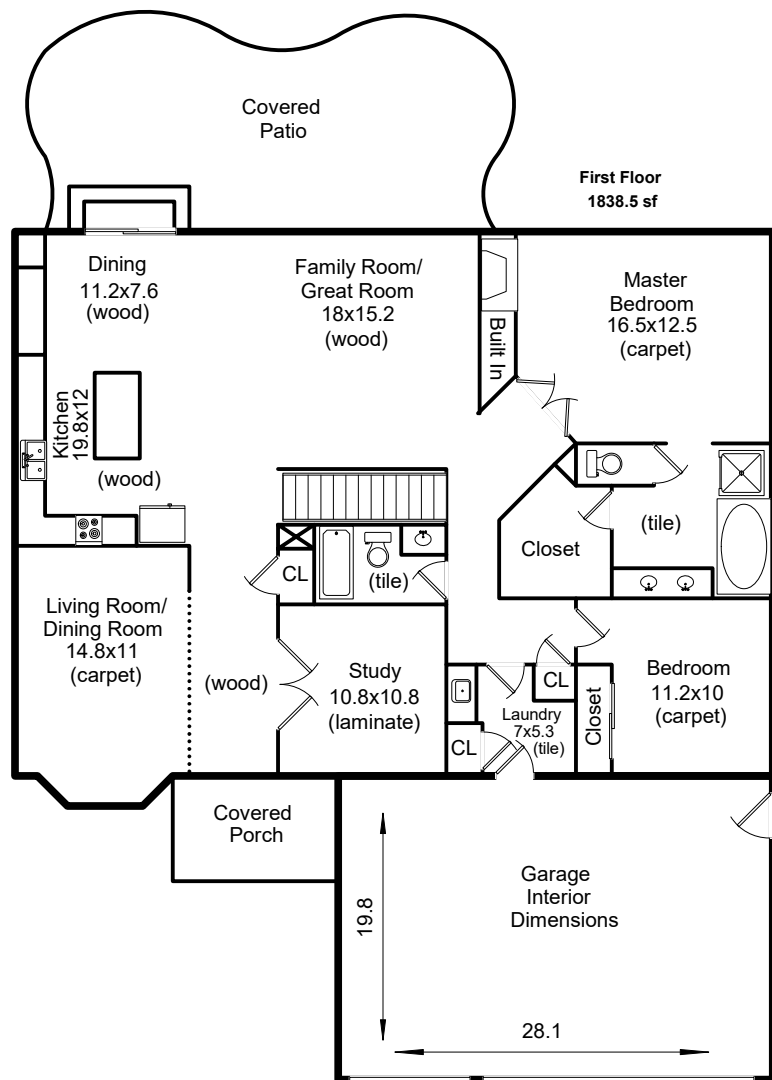 Covered
Patio
First Floor
1838.5 sf
Dining
11.2x7.6
(wood)
Family Room/
Great Room
18x15.2
(wood)
Built In
Master
Bedroom
16.5x12.5
(carpet)
Kitchen
19.8x12
(wood)
Closet
(tile)
CL
(tile)
Living Room/
Dining Room
14.8x11
(carpet)
(wood)
Study
10.8x10.8
(laminate)
CL
Laundry
7x5.3
(tile)
CL
Closet
Bedroom
11.2x10
(carpet)
Covered
Porch
19.8
Garage
Interior
Dimensions
28.1